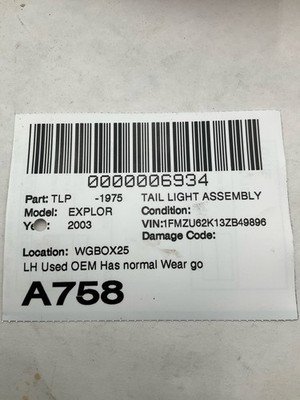 0000006934
Part: TLP -1975 TAIL LIGHT ASSEMBLY
Model: EXPLOR Condition:
2003 VIN:1FMZU62K13ZB49896
Damage Code:
Location: WGBOX25
LH Used OEM Has normal Wear go
A758